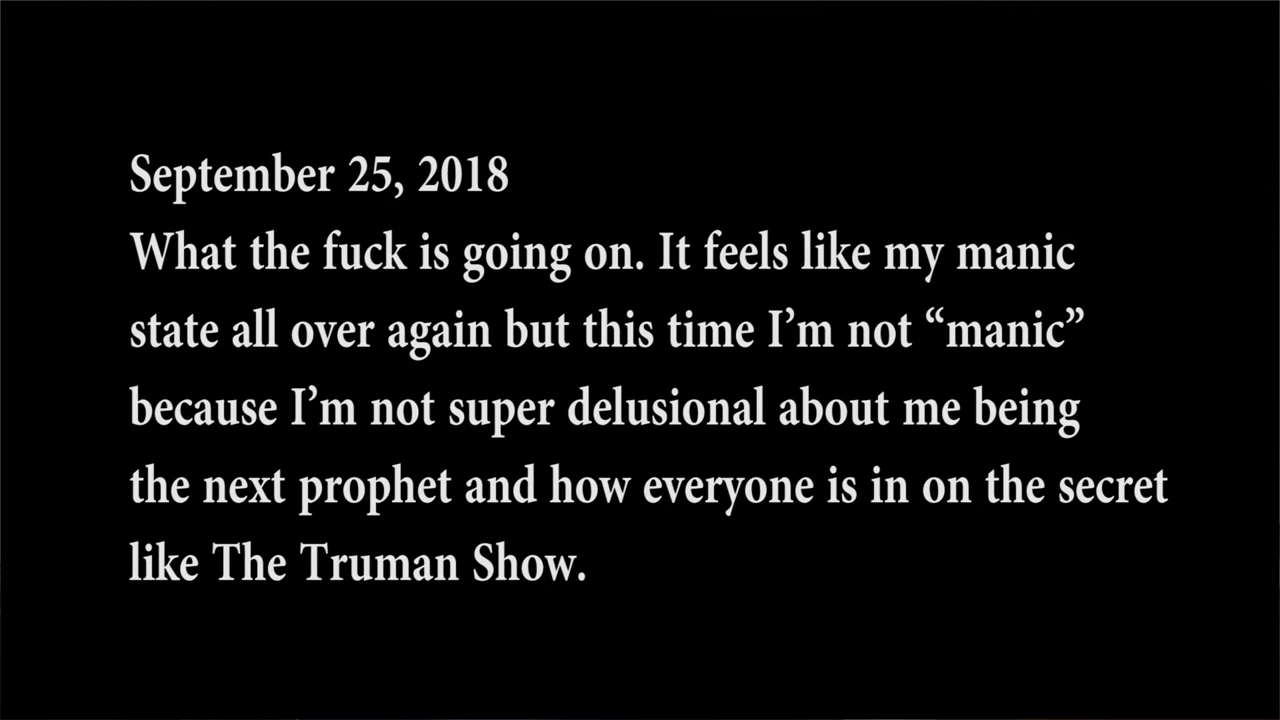 September 25, 2018
What the fuck is going on. It feels like my manic
state all over again but this time I’m not “manic”
because I’m not super delusional about me being
the next prophet and how everyone is in on the secret
like The Truman Show.